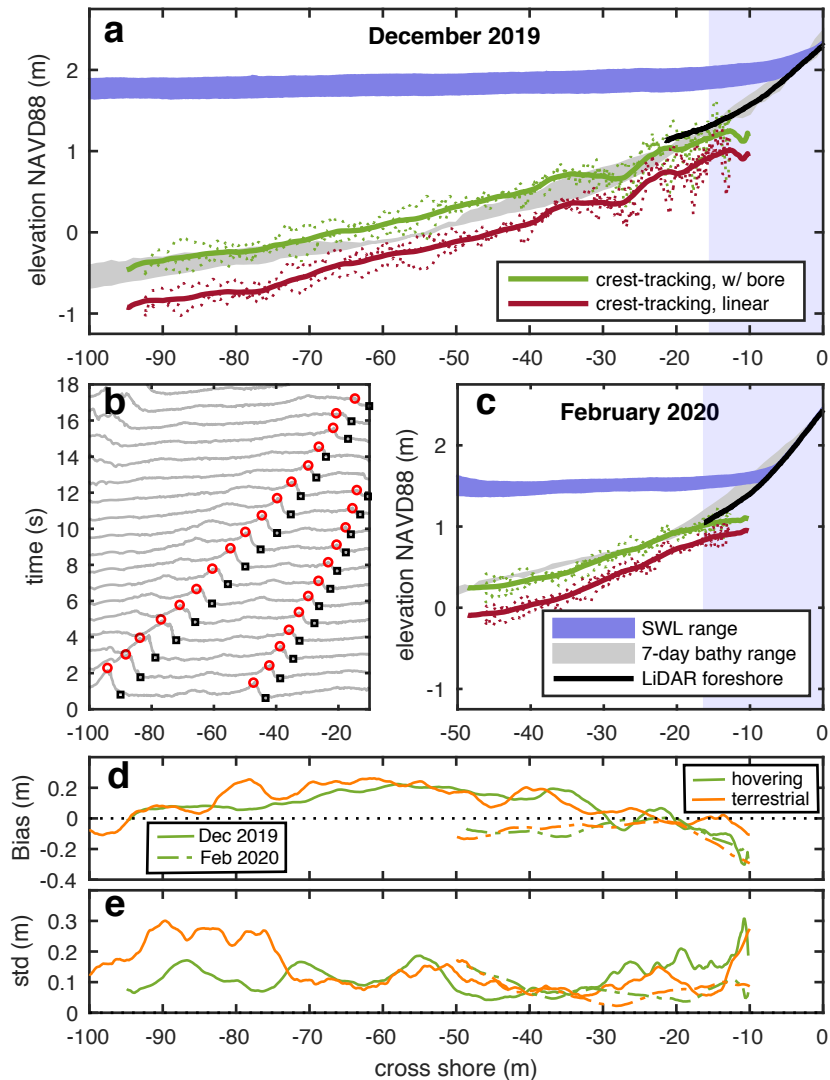 a
December 2019
elevation NAVD88 (m)
2
1
0
-1
crest-tracking, w/ bore
crest-tracking, linear
-100 -90 -80 -70 -60 -50 -40 -30 -20 -10 0
b
time (s)
18
16
14
12
10
8
6
4
2
0
-100 -80 -60 -40 -20
c
February 2020
elevation NAVD88 (m)
2
1
0
-1
SWL range
7-day bathy range
LiDAR foreshore
-50 -40 -30 -20 -10 0
d
Bias (m)
0.2
0
-0.2
-0.4
Dec 2019
Feb 2020
hovering
terrestrial
e
std (m)
0.3
0.2
0.1
0
-100 -90 -80 -70 -60 -50 -40 -30 -20 -10 0
cross shore (m)